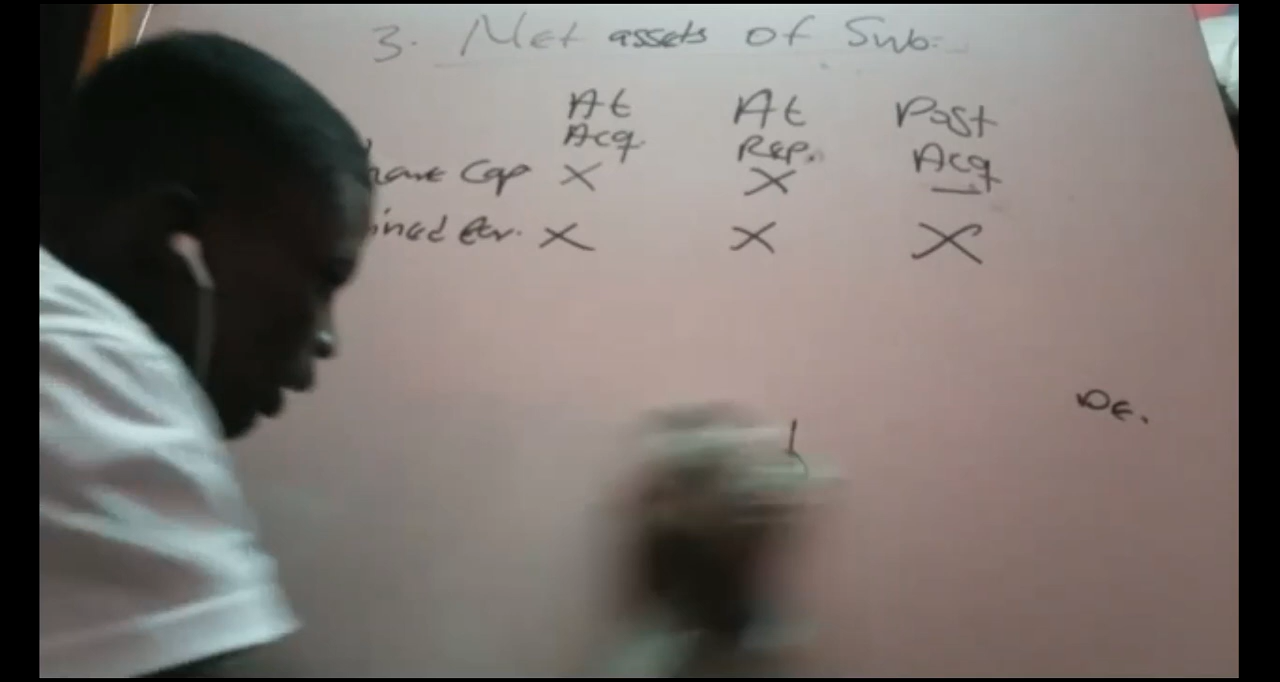 3. Net assets of Sub:
At Acq. At Rep. Post Acq
hare Cap X X —
ined Ear. X X X